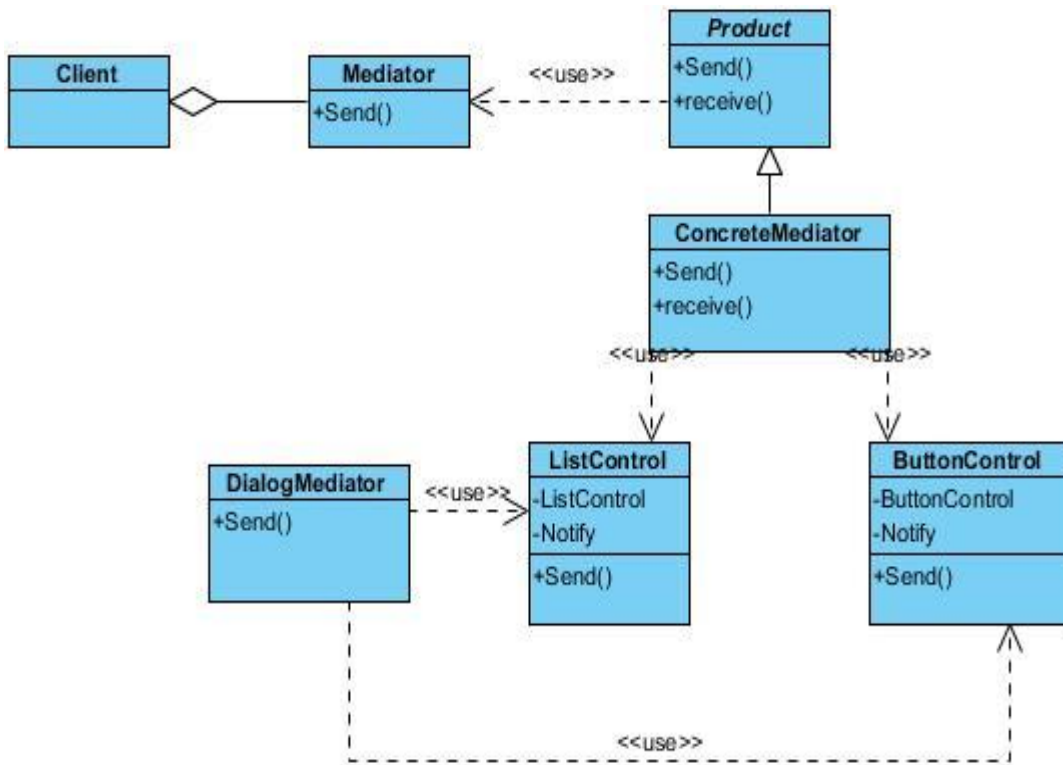 Client
Mediator
+Send()
<<use>>
Product
+Send()
+receive()
ConcreteMediator
+Send()
+receive()
<<use>>
<<use>>
DialogMediator
+Send()
<<use>>
ListControl
-ListControl
-Notify
+Send()
ButtonControl
-ButtonControl
-Notify
+Send()
<<use>>